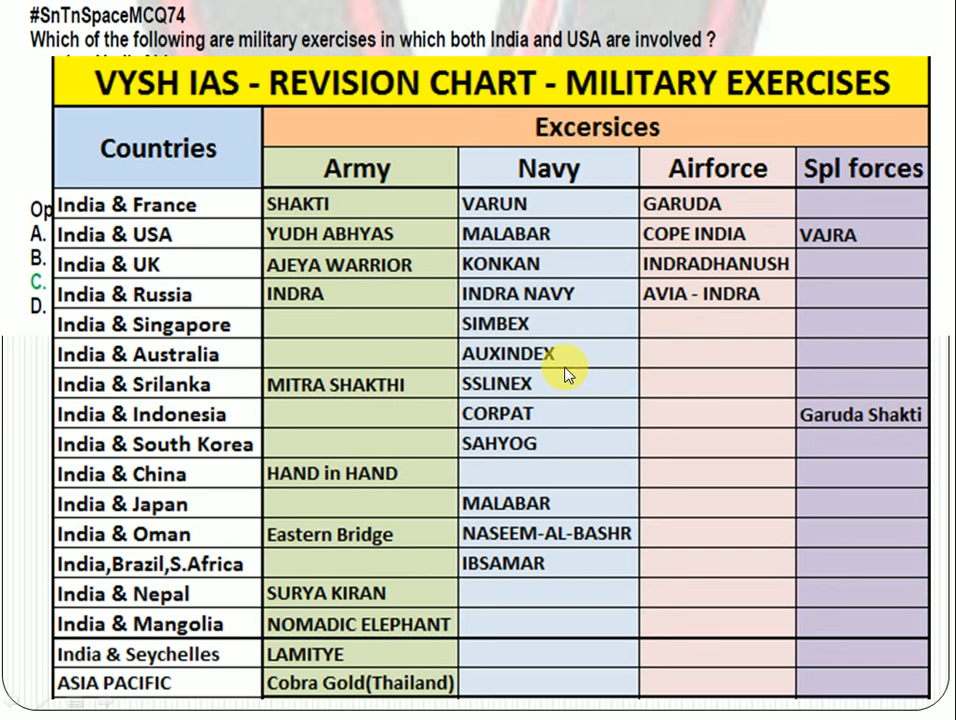 #SnTnSpaceMCQ74
Which of the following are military exercises in which both India and USA are involved ?
VYSH IAS - REVISION CHART - MILITARY EXERCISES
Countries
Excersices
Army Navy Airforce Spl forces
Op
India & France SHAKTI VARUN GARUDA
A. India & USA YUDH ABHYAS MALABAR COPE INDIA VAJRA
B. India & UK AJEYA WARRIOR KONKAN INDRADHANUSH
C. India & Russia INDRA INDRA NAVY AVIA - INDRA
D.
India & Singapore SIMBEX
India & Australia AUXINDEX
India & Srilanka MITRA SHAKTHI SSLINEX
India & Indonesia CORPAT Garuda Shakti
India & South Korea SAHYOG
India & China HAND in HAND
India & Japan MALABAR
India & Oman Eastern Bridge NASEEM-AL-BASHR
India,Brazil,S.Africa IBSAMAR
India & Nepal SURYA KIRAN
India & Mangolia NOMADIC ELEPHANT
India & Seychelles LAMITYE
ASIA PACIFIC Cobra Gold(Thailand)